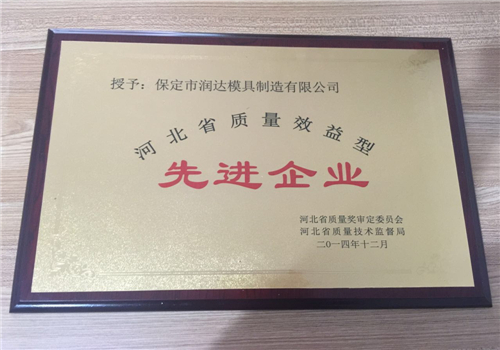 授予：保定市润达模具制造有限公司
河北省质量效益型
先进企业
河北省质量奖审定委员会
河北省质量技术监督局
二〇一四年十二月